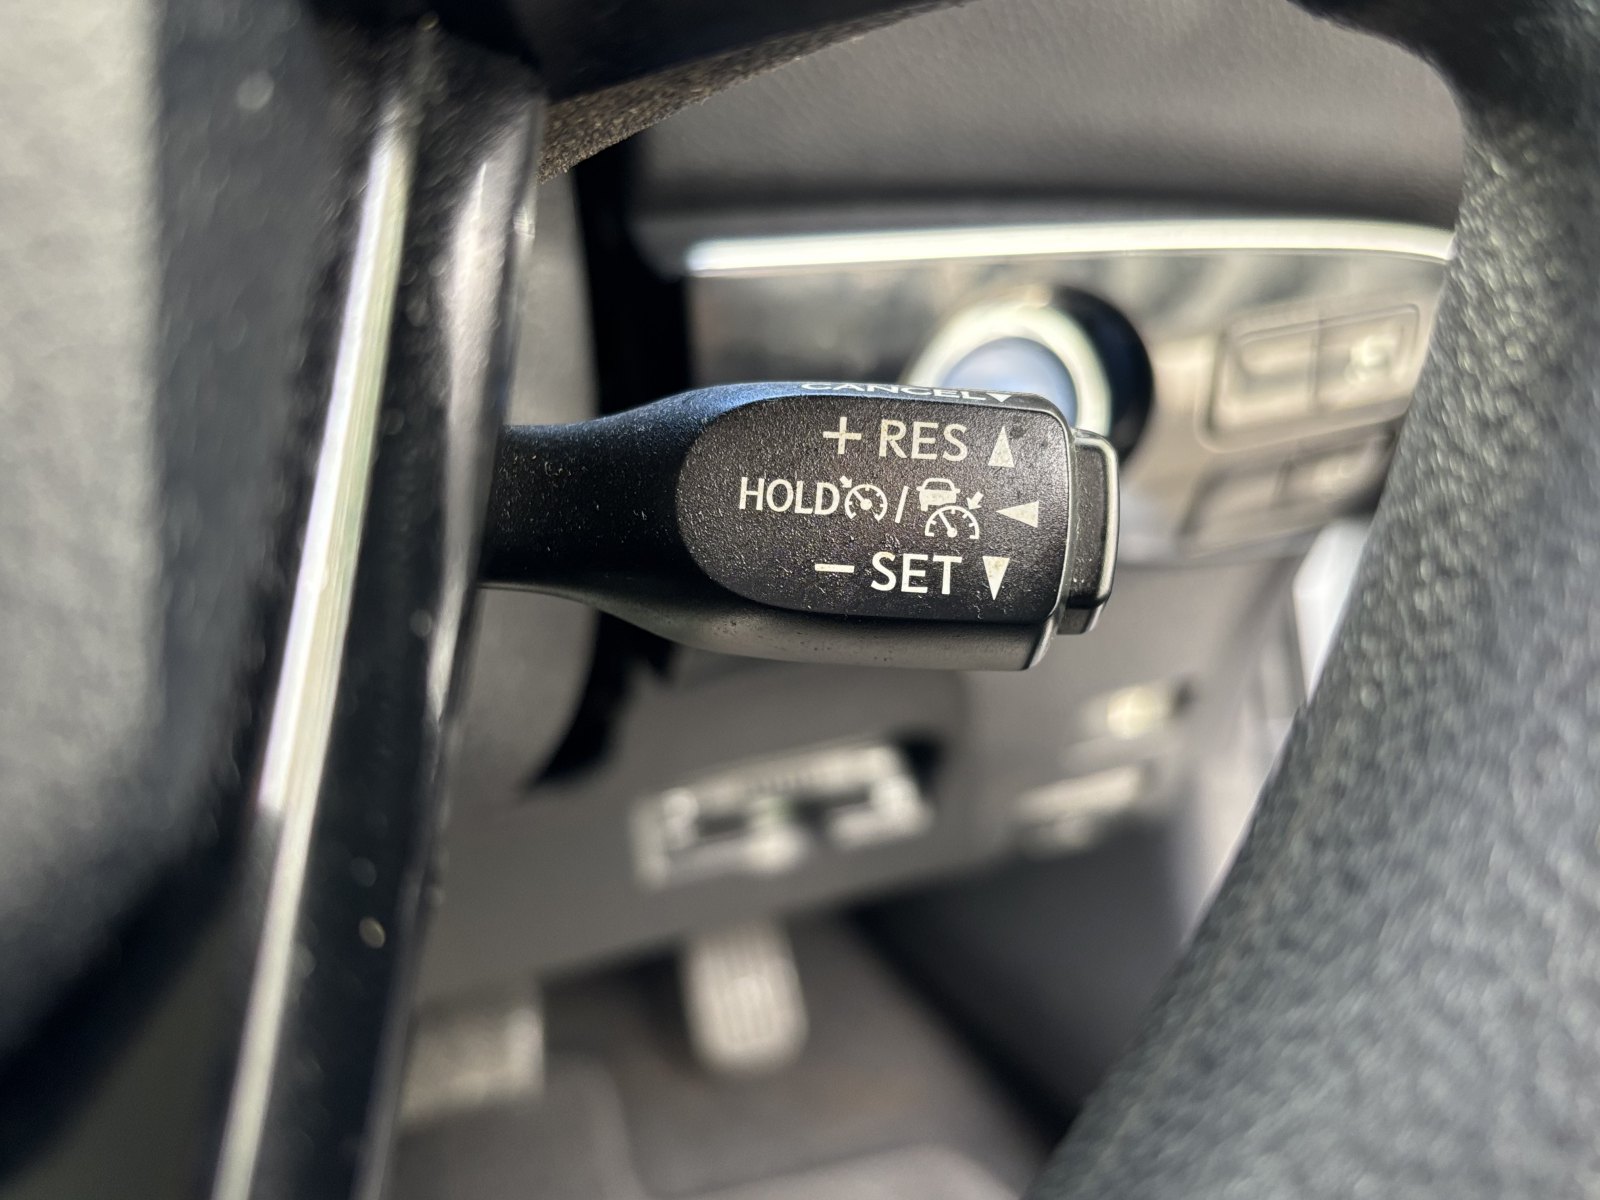 CANCEL
+ RES
HOLD /
− SET